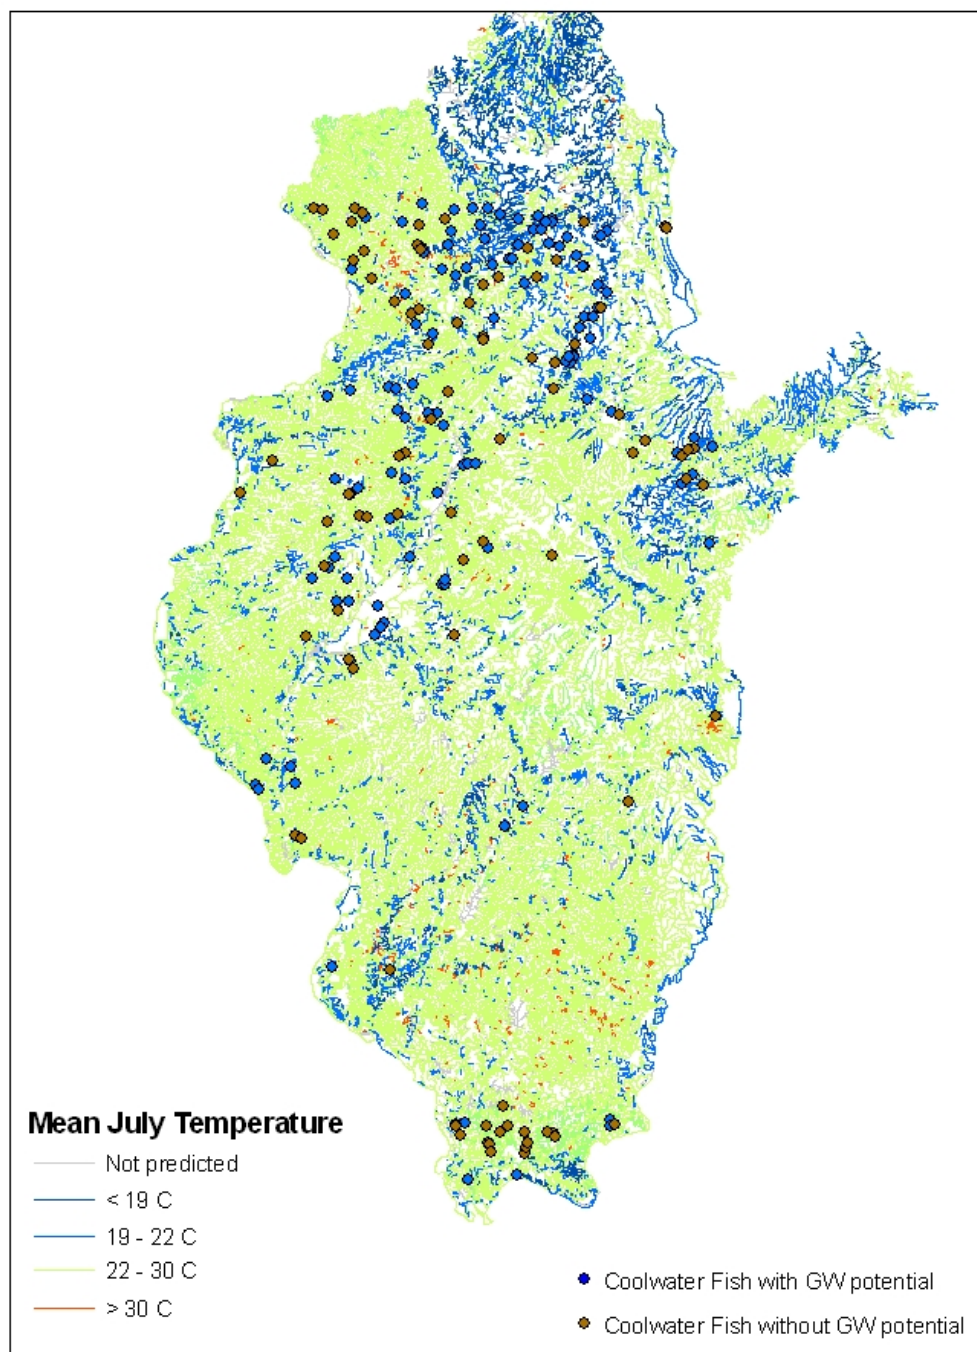 Mean July Temperature
Not predicted
< 19 C
19 - 22 C
22 - 30 C
> 30 C
Coolwater Fish with GW potential
Coolwater Fish without GW potential